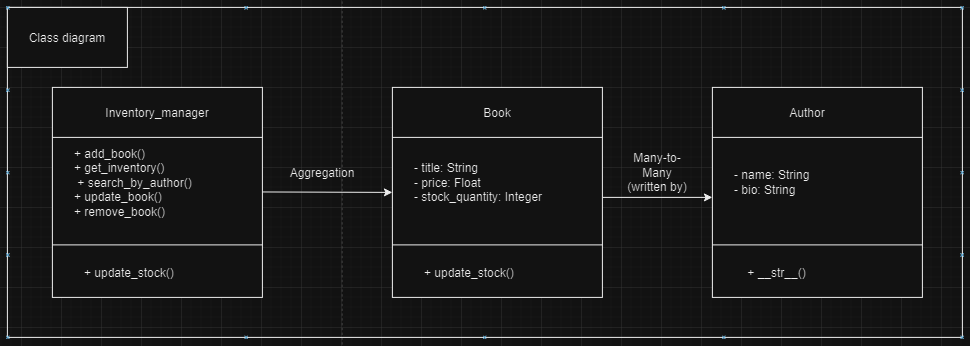 Class diagram
Inventory_manager
+ add_book()
+ get_inventory()
+ search_by_author()
+ update_book()
+ remove_book()
+ update_stock()
Aggregation
Book
- title: String
- price: Float
- stock_quantity: Integer
+ update_stock()
Many-to-
Many
(written by)
Author
- name: String
- bio: String
+ __str__()